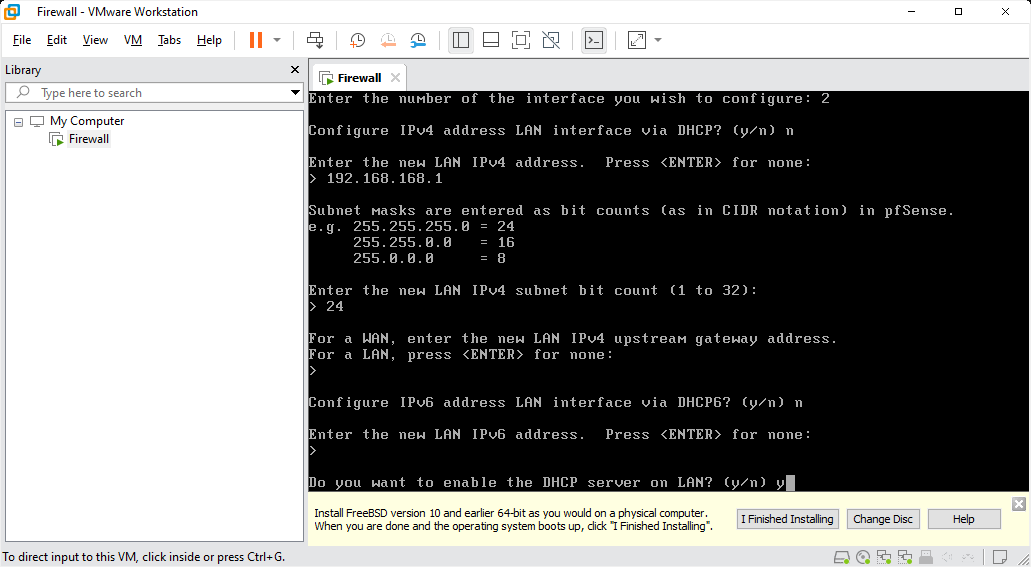 Firewall - VMware Workstation
File Edit View VM Tabs Help
Library
Type here to search
My Computer
Firewall
Firewall
Enter the number of the interface you wish to configure: 2
Configure IPv4 address LAN interface via DHCP? (y/n) n
Enter the new LAN IPv4 address.  Press <ENTER> for none:
> 192.168.168.1
Subnet masks are entered as bit counts (as in CIDR notation) in pfSense.
e.g. 255.255.255.0 = 24
     255.255.0.0   = 16
     255.0.0.0     = 8
Enter the new LAN IPv4 subnet bit count (1 to 32):
> 24
For a WAN, enter the new LAN IPv4 upstream gateway address.
For a LAN, press <ENTER> for none:
>
Configure IPv6 address LAN interface via DHCP6? (y/n) n
Enter the new LAN IPv6 address.  Press <ENTER> for none:
>
Do you want to enable the DHCP server on LAN? (y/n) y
Install FreeBSD version 10 and earlier 64-bit as you would on a physical computer.
When you are done and the operating system boots up, click "I Finished Installing".
I Finished Installing
Change Disc
Help
To direct input to this VM, click inside or press Ctrl+G.